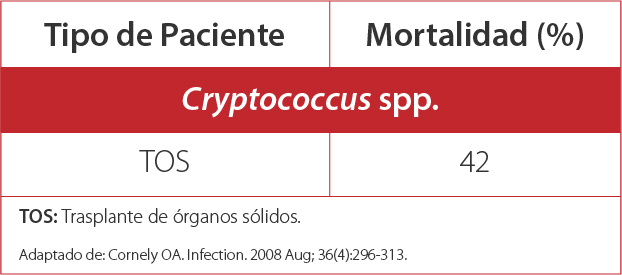 Tipo de Paciente Mortalidad (%)
Cryptococcus spp.
TOS 42
TOS: Trasplante de órganos sólidos.
Adaptado de: Cornely OA. Infection. 2008 Aug; 36(4):296-313.